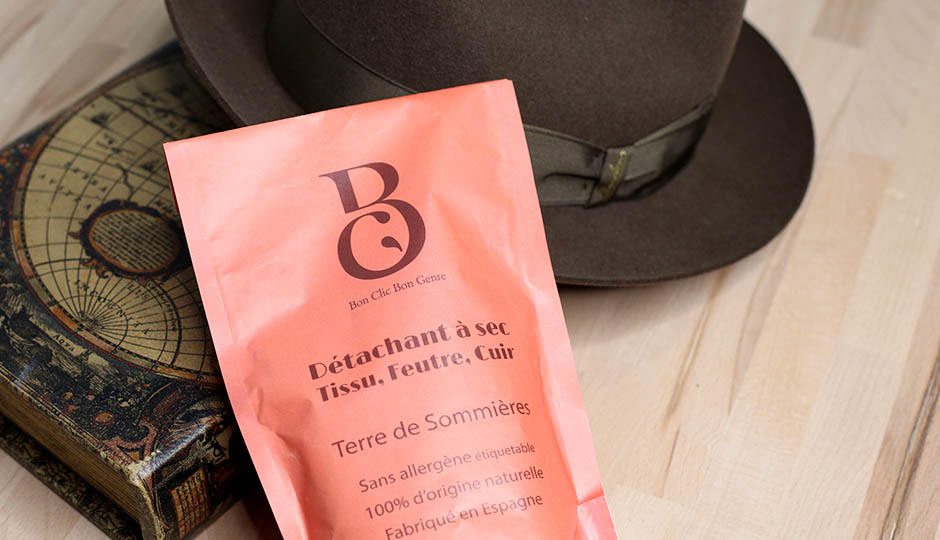 Bon Clic Bon Genre
Détachant à sec
Tissu, Feutre, Cuir
Terre de Sommières
Sans allergène étiquetable
100% d'origine naturelle
Fabriqué en Espagne